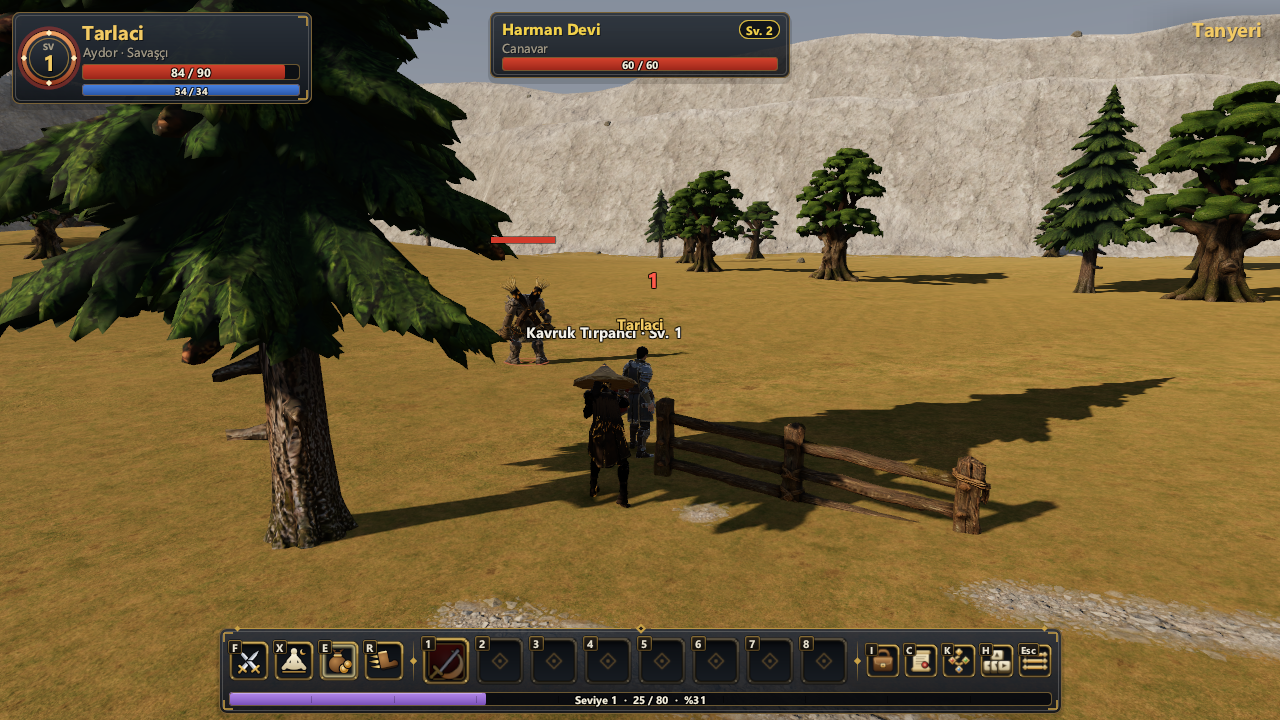 Tarlaci
SV
1
Aydor · Savaşçı
84 / 90
34 / 34
Harman Devi
Sv. 2
Canavar
60 / 60
Tanyeri
1
Tarlaci
Kavruk Tırpancı · Sv. 1
F
X
E
R
1
2
3
4
5
6
7
8
I
C
K
H
Esc
Seviye 1 · 25 / 80 · %31